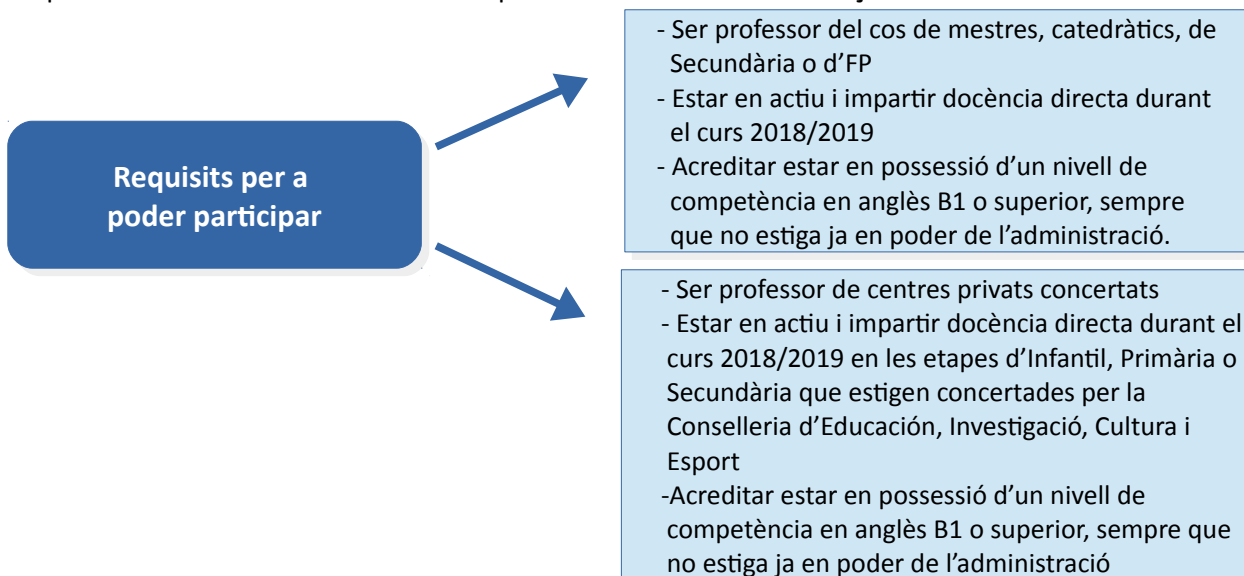 Requisits per a
poder participar
- Ser professor del cos de mestres, catedràtics, de
Secundària o d’FP
- Estar en actiu i impartir docència directa durant
el curs 2018/2019
- Acreditar estar en possessió d’un nivell de
competència en anglès B1 o superior, sempre
que no estiga ja en poder de l’administració.
- Ser professor de centres privats concertats
- Estar en actiu i impartir docència directa durant el
curs 2018/2019 en les etapes d’Infantil, Primària o
Secundària que estigen concertades per la
Conselleria d’Educación, Investigació, Cultura i
Esport
-Acreditar estar en possessió d’un nivell de
competència en anglès B1 o superior, sempre que
no estiga ja en poder de l’administració